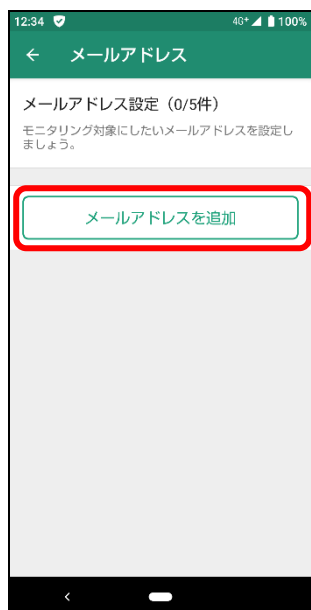 12:34 4G+ 100%
メールアドレス
メールアドレス設定（0/5件）
モニタリング対象にしたいメールアドレスを設定し
ましょう。
メールアドレスを追加